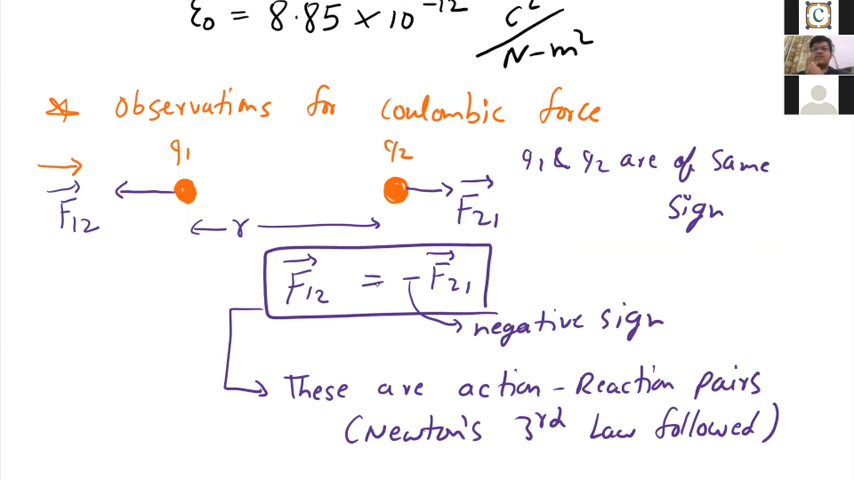 ε₀ = 8.85 × 10⁻¹² C²/N-m²
* Observations for coulombic force
q1 q2 q1 & q2 are of same
F12 F21 sign
r
F12 = -F21
negative sign
These are action - Reaction pairs
(Newton's 3rd Law followed)
C